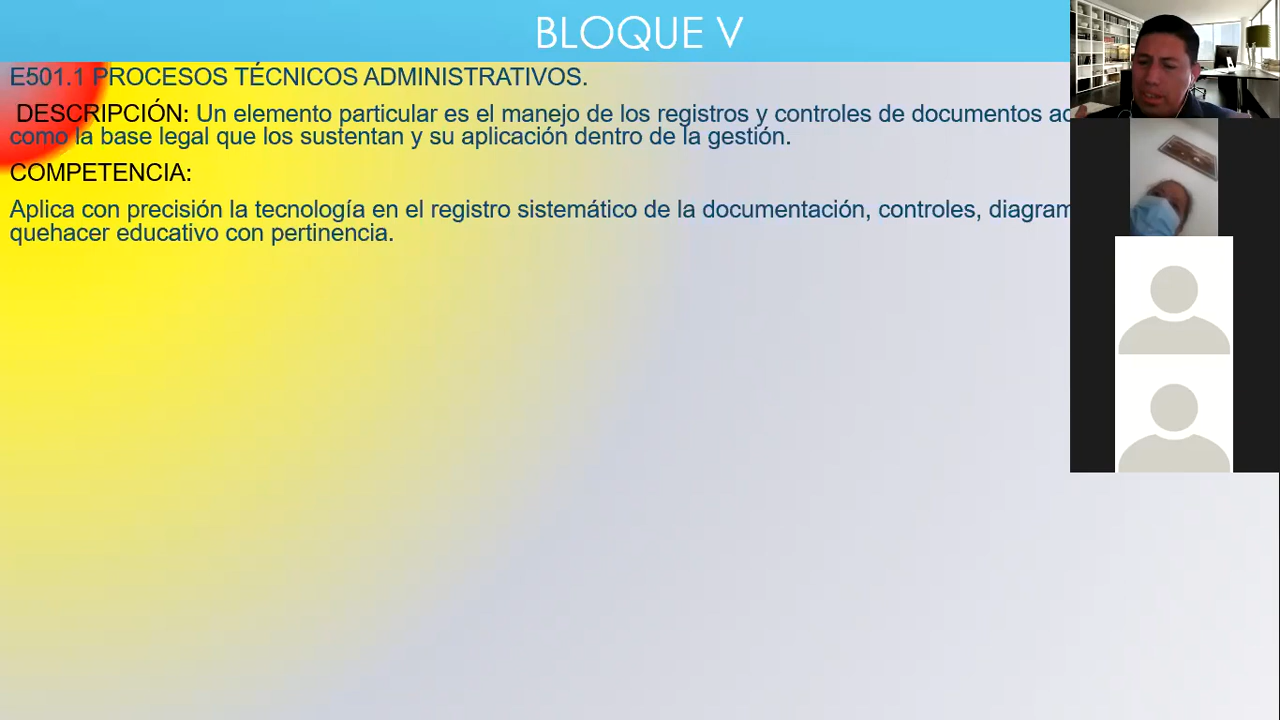 BLOQUE V
E501.1 PROCESOS TÉCNICOS ADMINISTRATIVOS.
DESCRIPCIÓN: Un elemento particular es el manejo de los registros y controles de documentos
como la base legal que los sustentan y su aplicación dentro de la gestión.
COMPETENCIA:
Aplica con precisión la tecnología en el registro sistemático de la documentación, controles,
quehacer educativo con pertinencia.